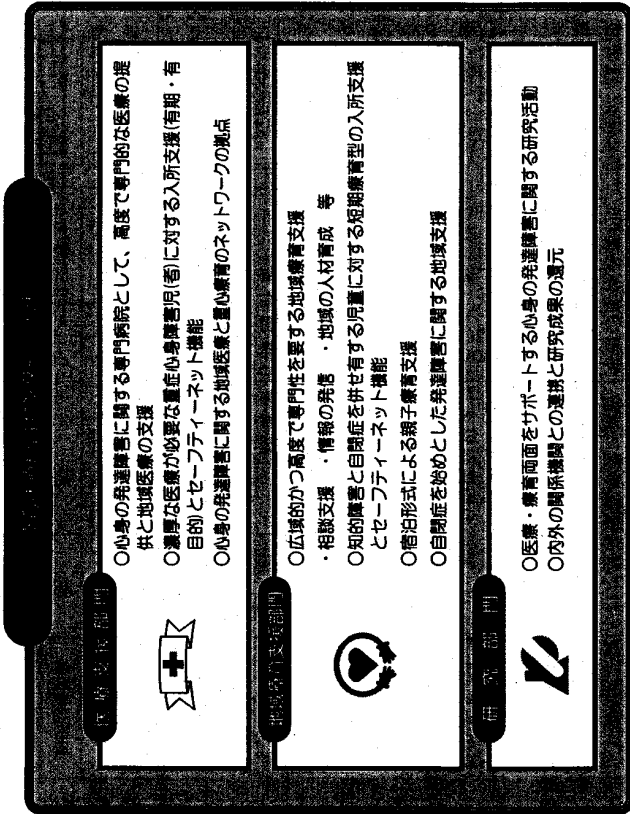 ○心身の発達障害に関する専門病院として、高度で専門的な医療の提
供と地域医療の支援
○濃厚な医療が必要な重症心身障害児(者)に対する入所支援(有期・有
目的)とセーフティーネット機能
○心身の発達障害に関する地域医療と重心療育のネットワークの拠点
○広域的かつ高度で専門性を要する地域療育支援
・相談支援 ・情報の発信 ・地域の人材育成 等
○知的障害と自閉症を併せ有する児童に対する短期療育型の入所支援
とセーフティーネット機能
○宿泊形式による親子療育支援
○自閉症を始めとした発達障害に関する地域支援
研究部門
○医療・療育両面をサポートする心身の発達障害に関する研究活動
○内外の関係機関との連携と研究成果の還元